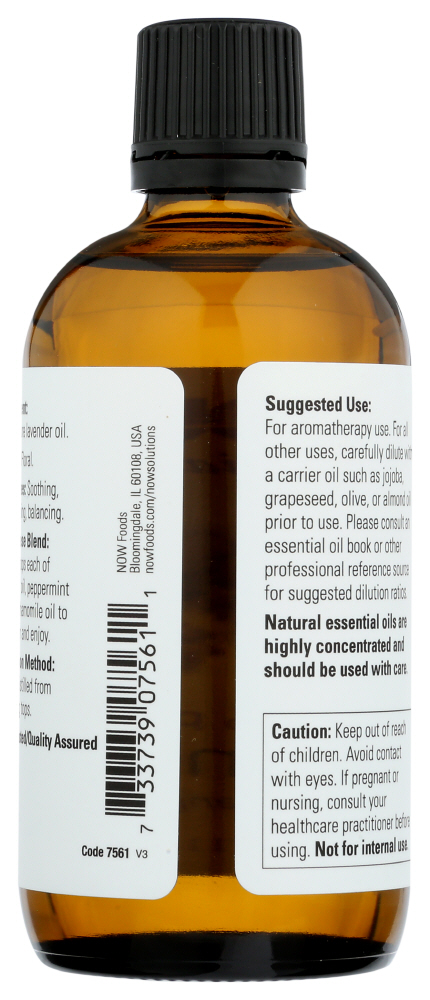 lavender oil.
Floral.
Soothing,
balancing.
Blend:
each of
peppermint
oil to
and enjoy.
Method:
from
tops.
Quality Assured
NOW Foods
Bloomingdale, IL 60108, USA
nowfoods.com/nowsolutions
7 33739 07561 1
Code 7561 V3
Suggested Use:
For aromatherapy use. For all
other uses, carefully dilute with
a carrier oil such as jojoba,
grapeseed, olive, or almond oil
prior to use. Please consult an
essential oil book or other
professional reference source
for suggested dilution ratios.
Natural essential oils are
highly concentrated and
should be used with care.
Caution: Keep out of reach
of children. Avoid contact
with eyes. If pregnant or
nursing, consult your
healthcare practitioner before
using. Not for internal use.